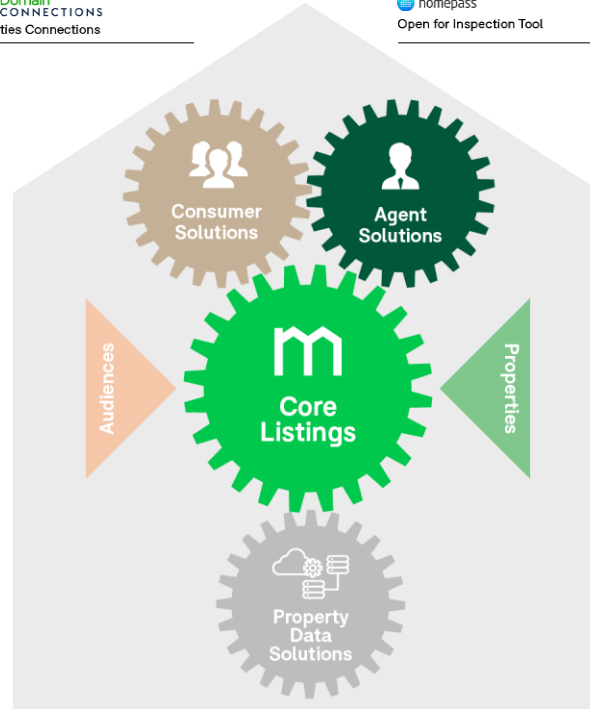 Domain
CONNECTIONS
ties Connections
homepass
Open for Inspection Tool
Consumer
Solutions
Agent
Solutions
Audiences
Properties
Core
Listings
Property
Data
Solutions